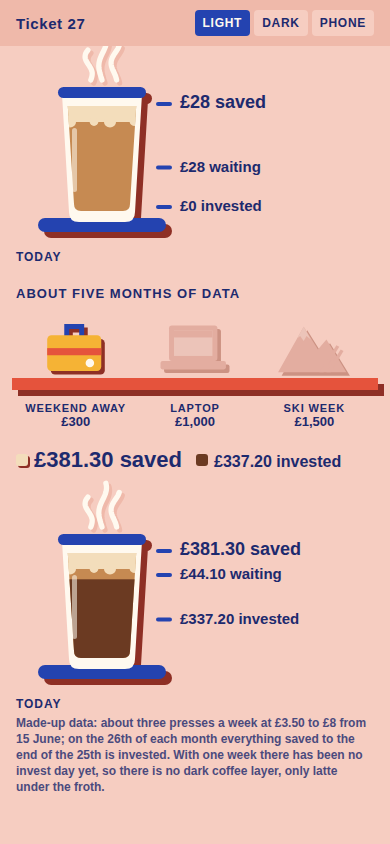 Ticket 27
LIGHT DARK PHONE
£28 saved
£28 waiting
£0 invested
TODAY
ABOUT FIVE MONTHS OF DATA
WEEKEND AWAY LAPTOP SKI WEEK
£300 £1,000 £1,500
£381.30 saved £337.20 invested
£381.30 saved
£44.10 waiting
£337.20 invested
TODAY
Made-up data: about three presses a week at £3.50 to £8 from
15 June; on the 26th of each month everything saved to the
end of the 25th is invested. With one week there has been no
invest day yet, so there is no dark coffee layer, only latte
under the froth.